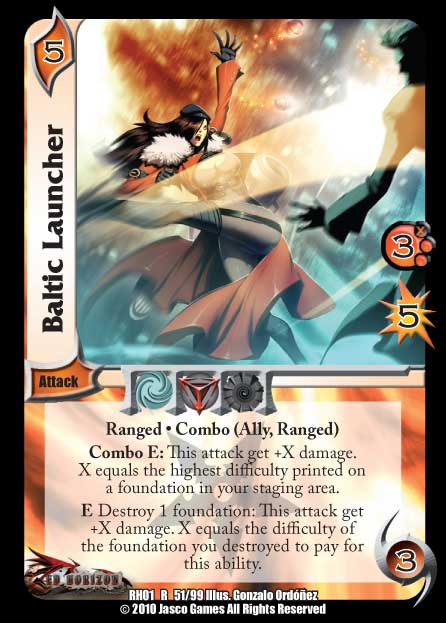 5
Baltic Launcher
3
5
Attack
Ranged • Combo (Ally, Ranged)
Combo E: This attack get +X damage.
X equals the highest difficulty printed on
a foundation in your staging area.
E Destroy 1 foundation: This attack get
+X damage. X equals the difficulty of
the foundation you destroyed to pay for
this ability.
3
RED HORIZON
RH01 R 51/99 Illus. Gonzalo Ordóñez
© 2010 Jasco Games All Rights Reserved